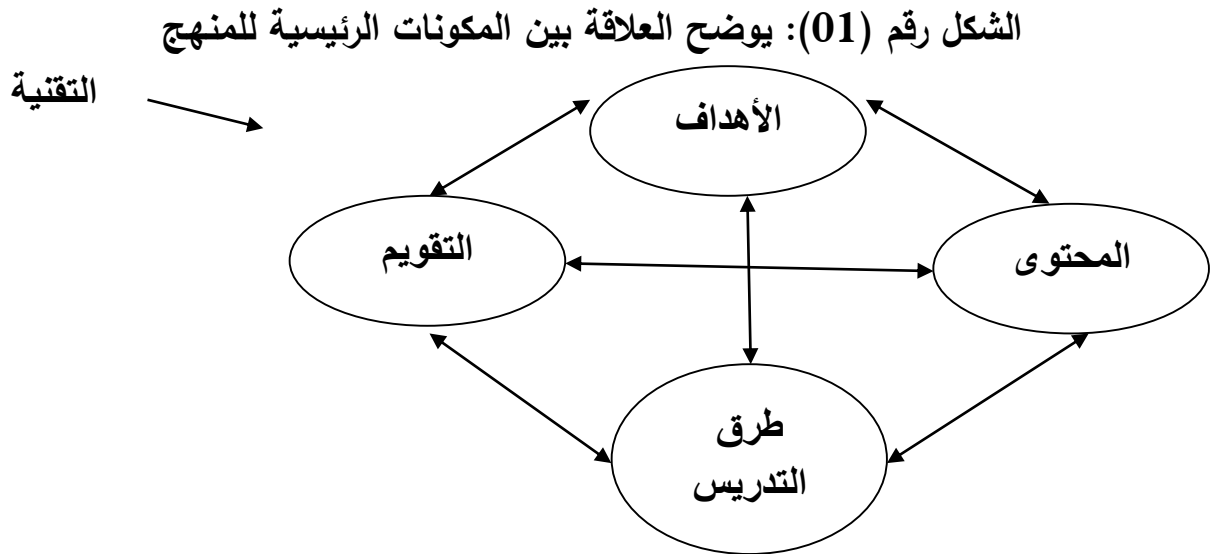 الشكل رقم (01): يوضح العلاقة بين المكونات الرئيسية للمنهج
التقنية
الأهداف
المحتوى
التقويم
طرق
التدريس